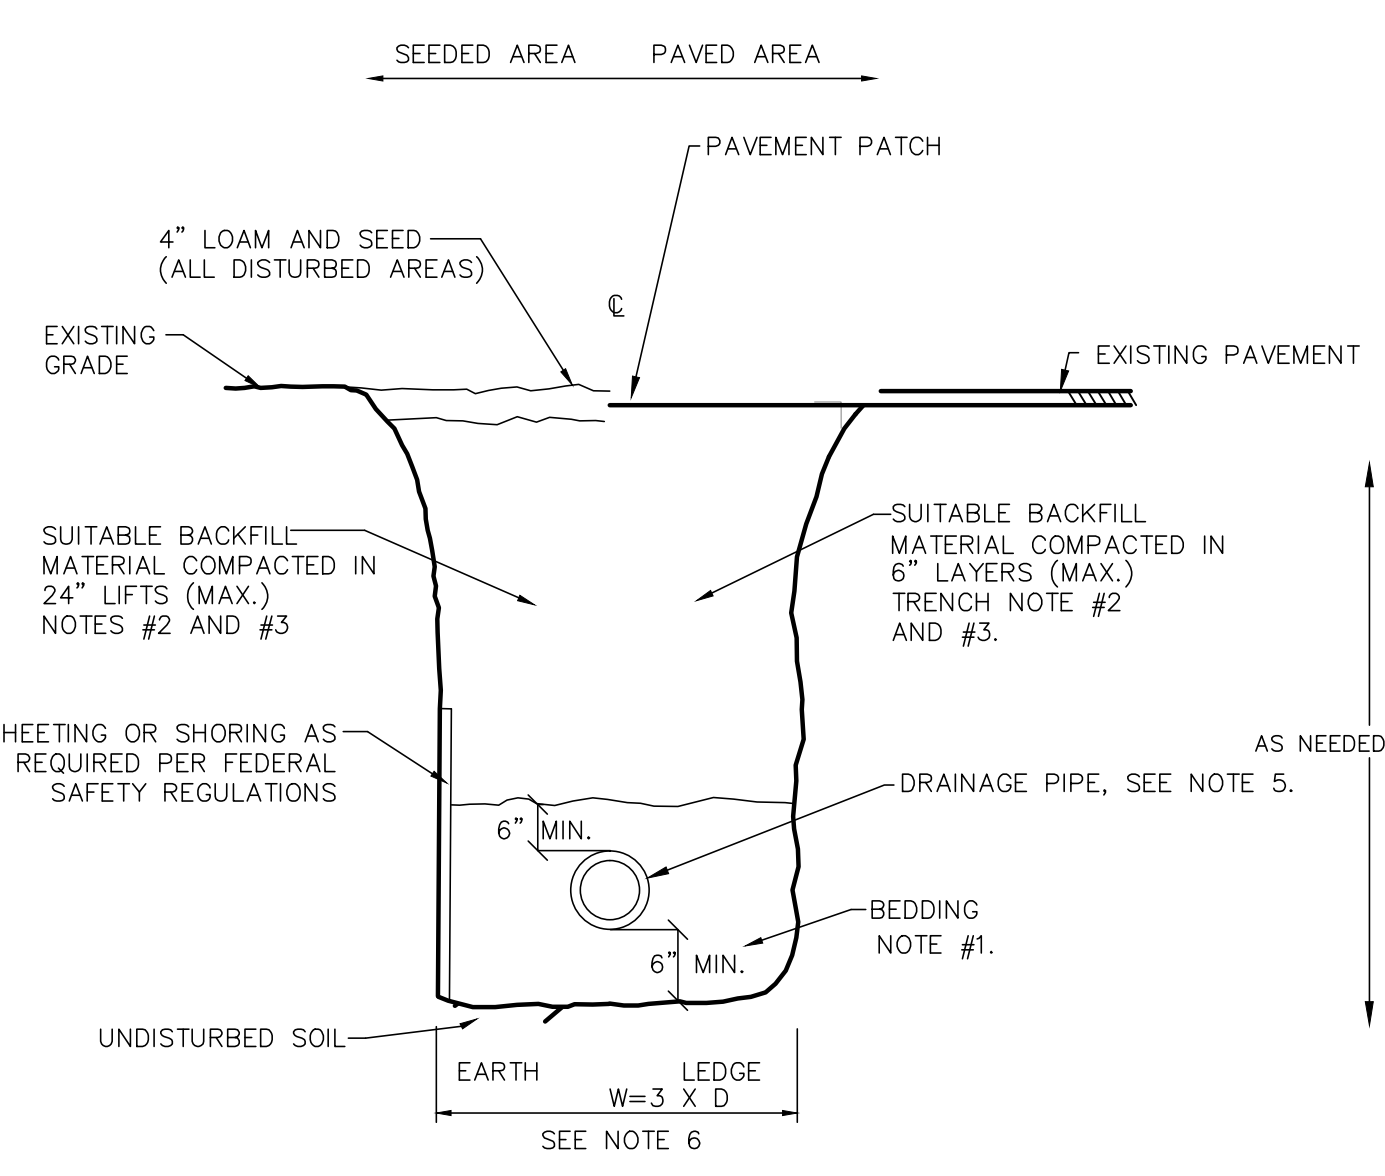 SEEDED AREA PAVED AREA
PAVEMENT PATCH
4" LOAM AND SEED
(ALL DISTURBED AREAS)
℄
EXISTING
GRADE
EXISTING PAVEMENT
SUITABLE BACKFILL
MATERIAL COMPACTED IN
24" LIFTS (MAX.)
NOTES #2 AND #3
SUITABLE BACKFILL
MATERIAL COMPACTED IN
6" LAYERS (MAX.)
TRENCH NOTE #2
AND #3.
HEETING OR SHORING AS
REQUIRED PER FEDERAL
SAFETY REGULATIONS
AS NEEDED
DRAINAGE PIPE, SEE NOTE 5.
6" MIN.
BEDDING
NOTE #1.
6" MIN.
UNDISTURBED SOIL
EARTH LEDGE
W=3 X D
SEE NOTE 6